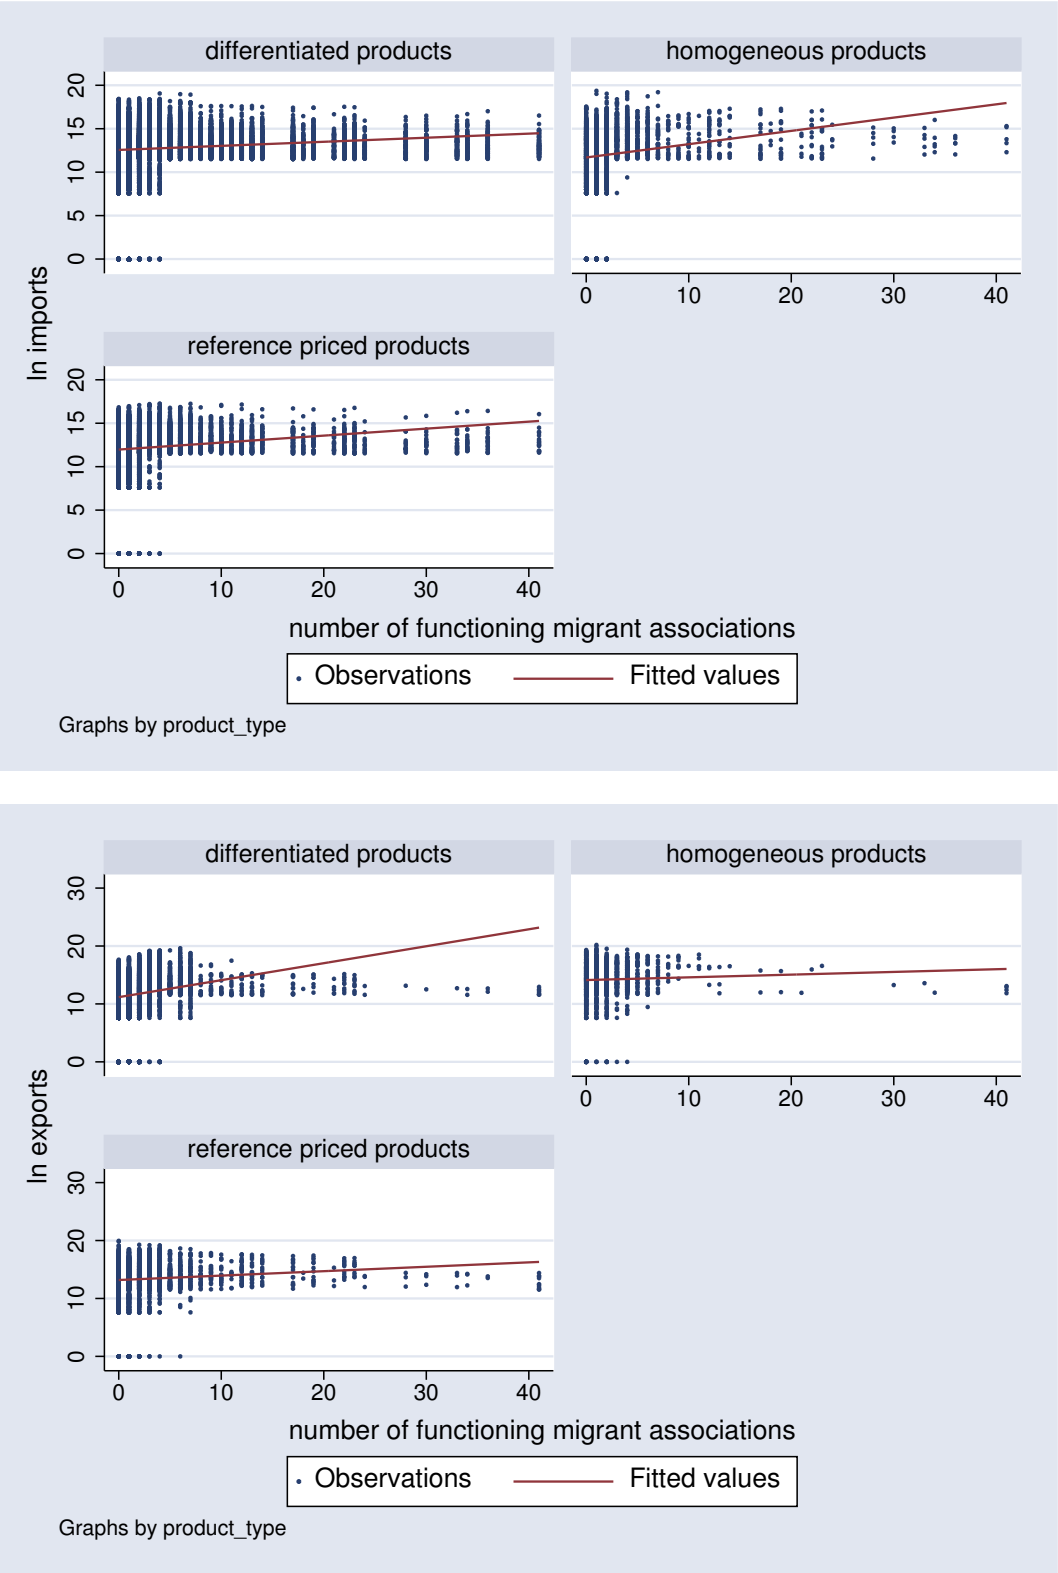 differentiated products
homogeneous products
20
15
10
5
0
0 10 20 30 40
ln imports
reference priced products
20
15
10
5
0
0 10 20 30 40
number of functioning migrant associations
Observations Fitted values
Graphs by product_type
differentiated products
homogeneous products
30
20
10
0
0 10 20 30 40
ln exports
reference priced products
30
20
10
0
0 10 20 30 40
number of functioning migrant associations
Observations Fitted values
Graphs by product_type